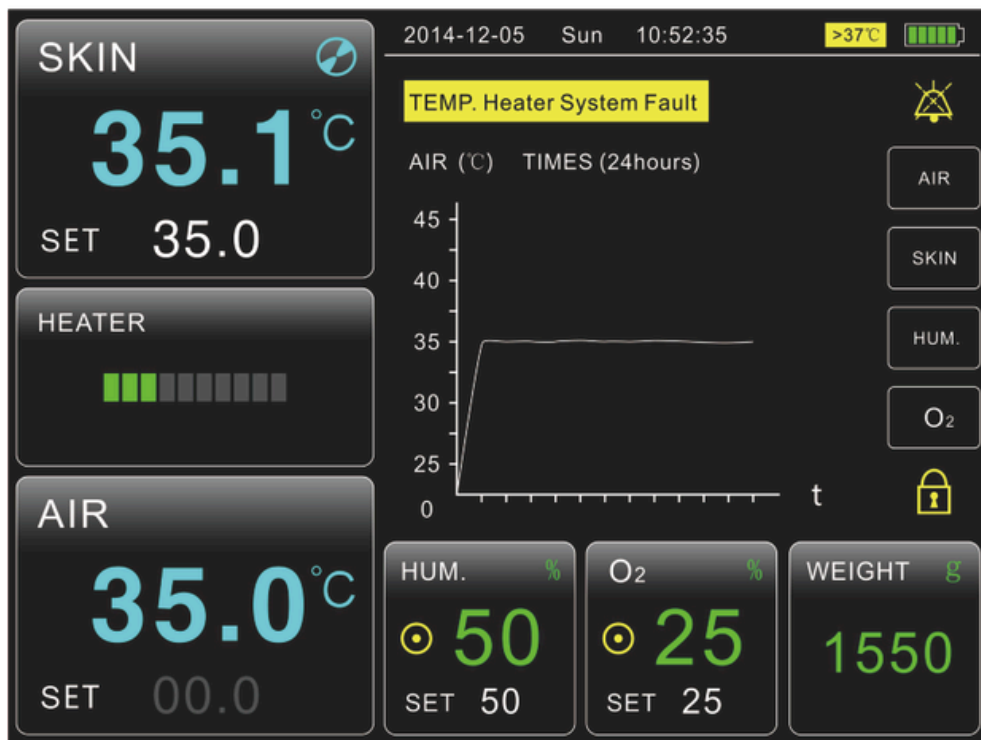 SKIN
35.1 °C
SET 35.0
HEATER
AIR
35.0 °C
SET 00.0
2014-12-05 Sun 10:52:35 >37℃
TEMP. Heater System Fault
AIR (℃) TIMES (24hours)
45
40
35
30
25
0
t
AIR
SKIN
HUM.
O₂
HUM. %
50
SET 50
O₂ %
25
SET 25
WEIGHT g
1550